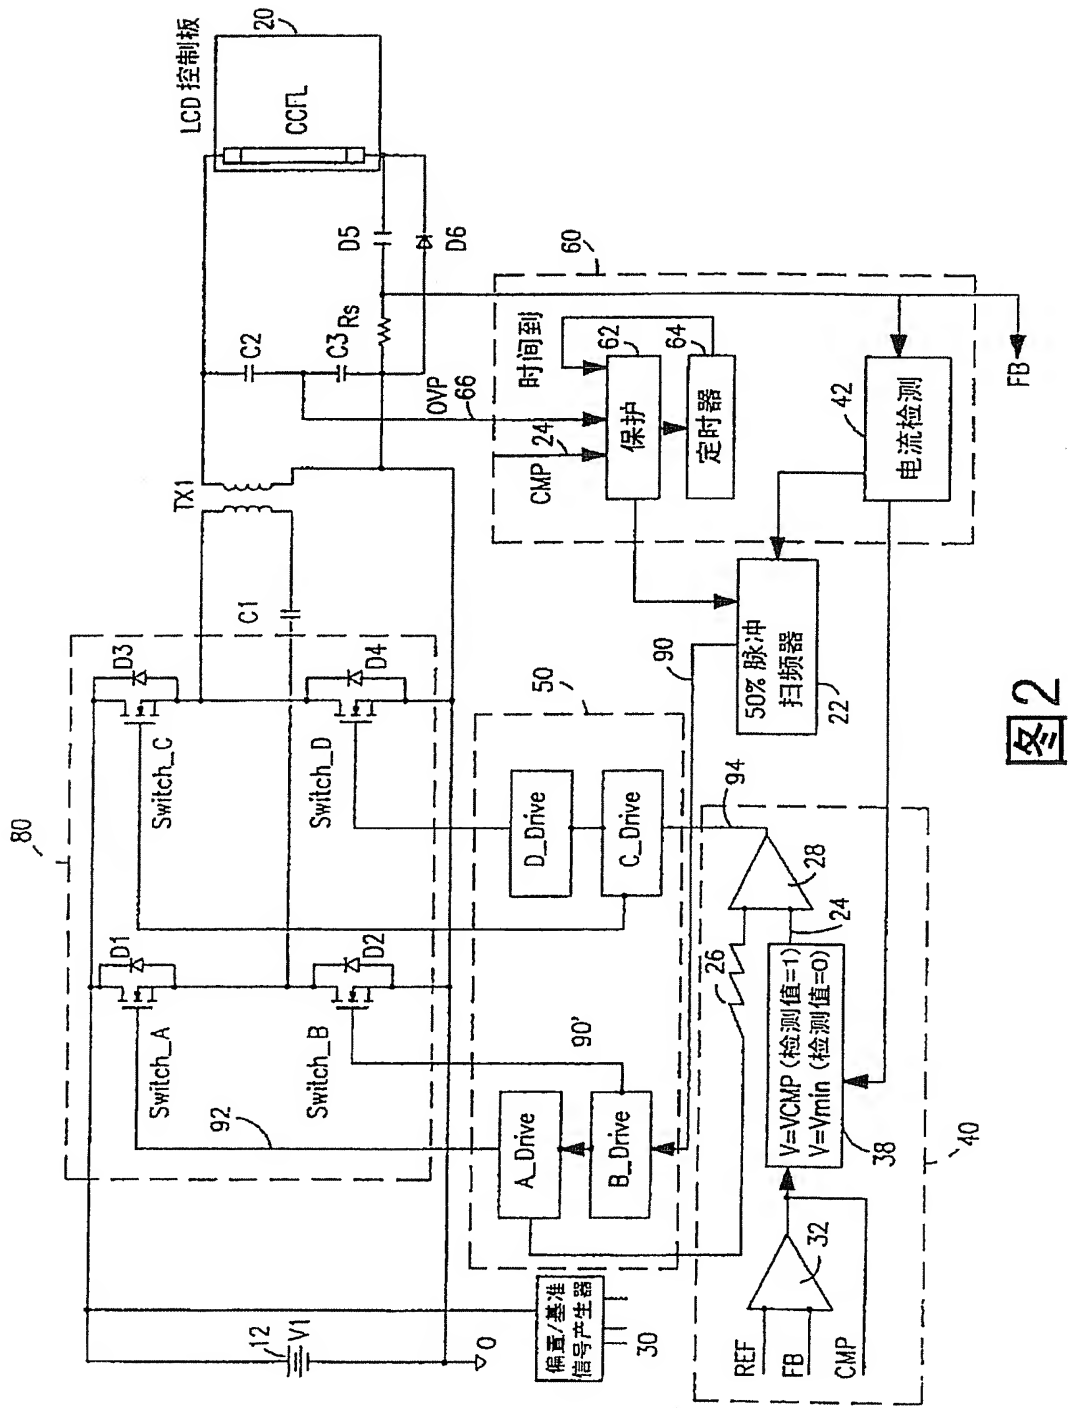 LCD 控制板
20
CCFL
TX1
C2
C3
Rs
D5
D6
OVP
66
60
80
Switch_A
D1
Switch_C
D3
Switch_B
D2
Switch_D
D4
C1
92
90'
12
V1
0
偏置/基准
信号产生器
30
50
A_Drive
B_Drive
D_Drive
C_Drive
90
94
50% 脉冲
扫频器
22
CMP
24
时间到
保护
62
定时器
64
电流检测
42
FB
REF
FB
CMP
32
V=VCMP (检测值=1)
V=Vmin (检测值=0)
38
24
26
28
40
图 2